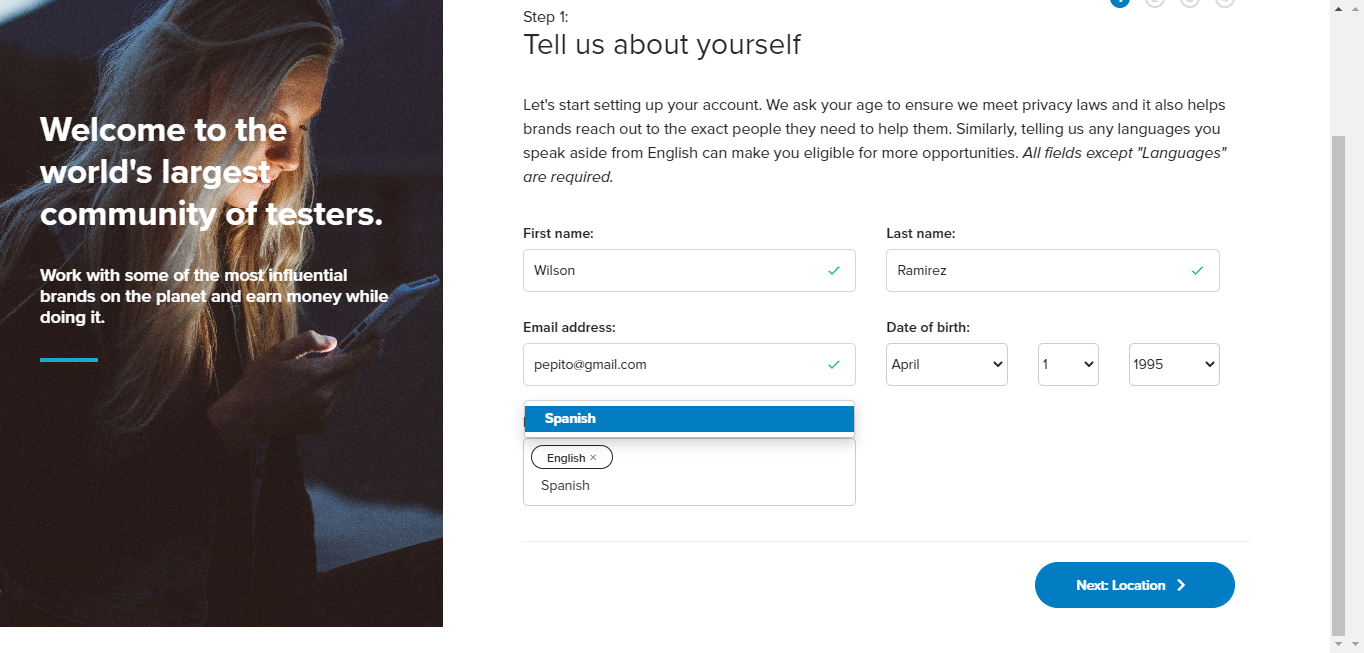 Welcome to the
world's largest
community of testers.
Work with some of the most influential
brands on the planet and earn money while
doing it.
Step 1:
Tell us about yourself
Let's start setting up your account. We ask your age to ensure we meet privacy laws and it also helps
brands reach out to the exact people they need to help them. Similarly, telling us any languages you
speak aside from English can make you eligible for more opportunities. All fields except "Languages"
are required.
First name:
Last name:
Wilson
Ramirez
Email address:
Date of birth:
pepito@gmail.com
April
1
1995
Spanish
English ×
Spanish
Next: Location